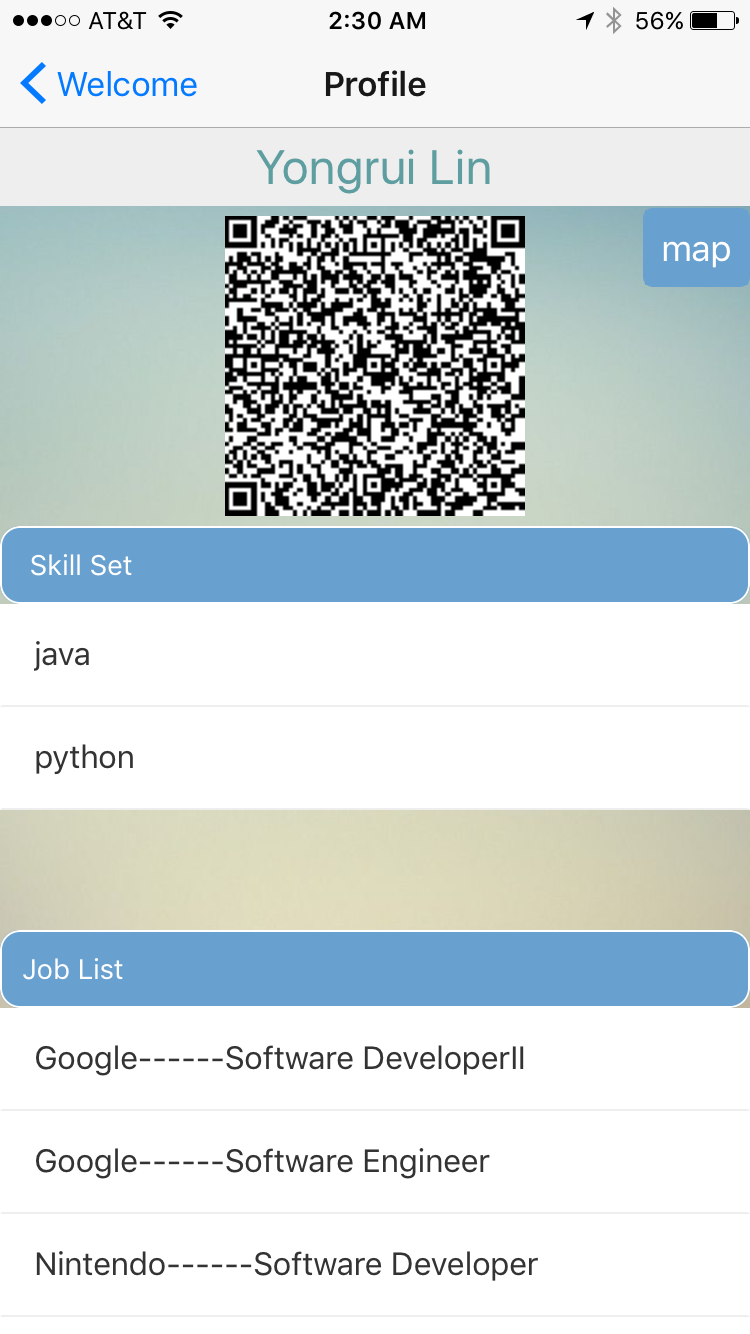 AT&T 2:30 AM 56%
Welcome Profile
Yongrui Lin
map
Skill Set
java
python
Job List
Google------Software DeveloperII
Google------Software Engineer
Nintendo------Software Developer